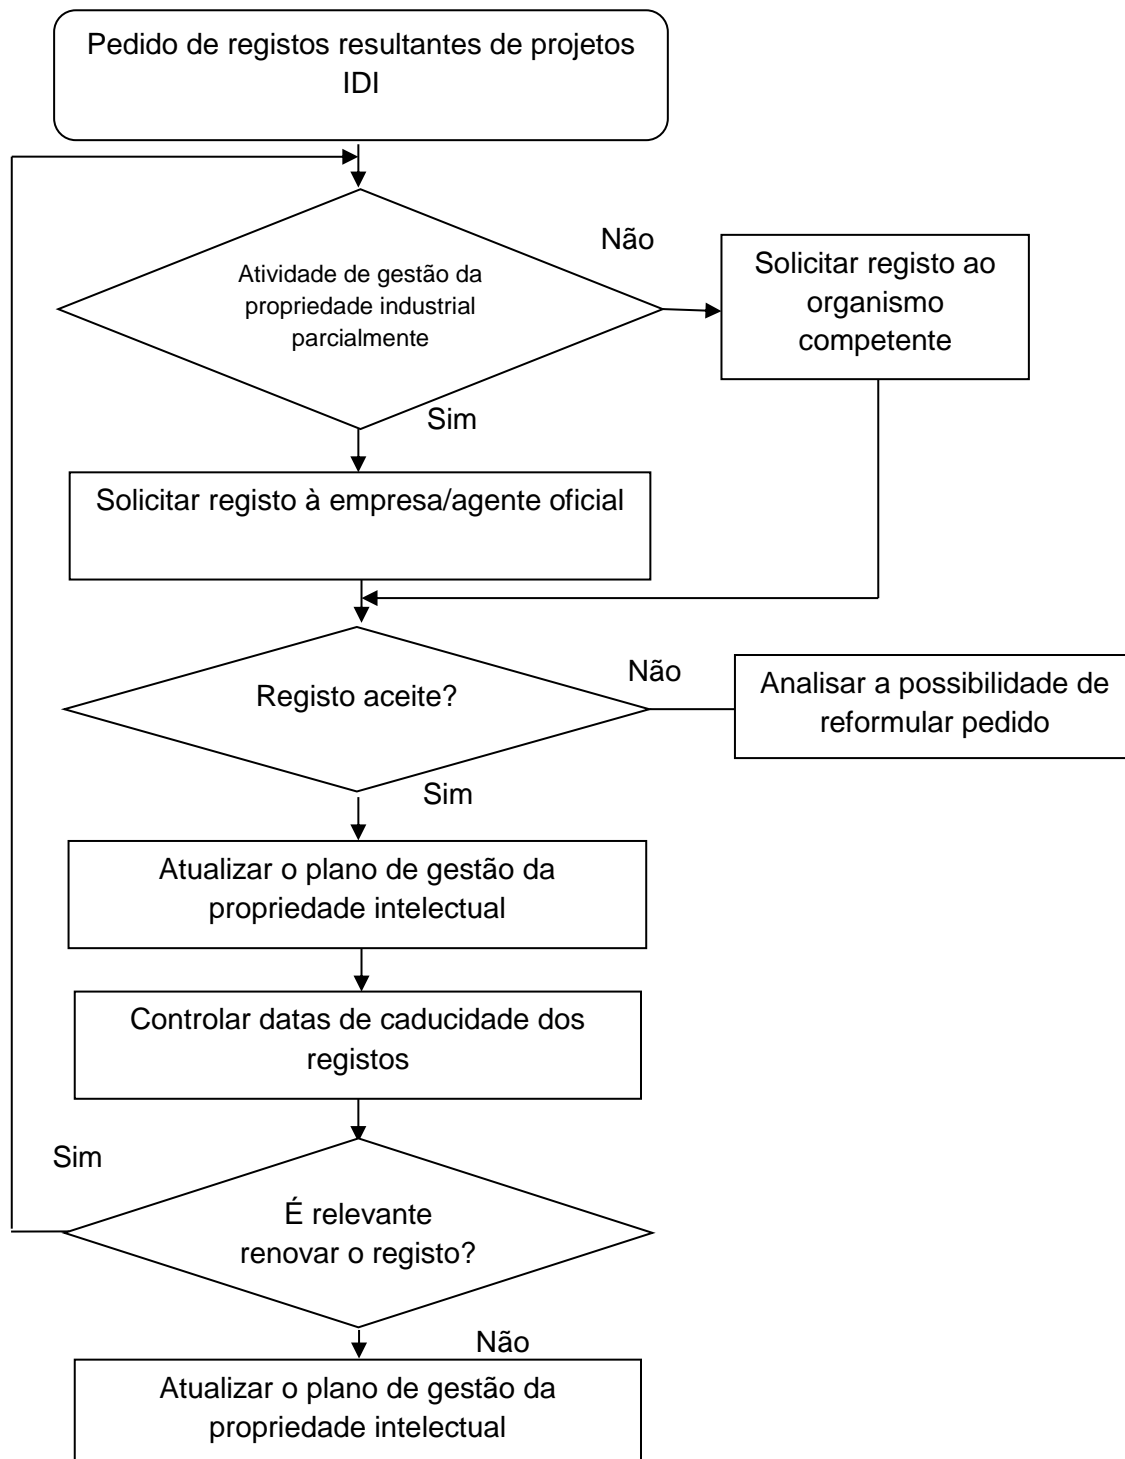 Pedido de registos resultantes de projetos
IDI
Não
Atividade de gestão da
propriedade industrial
parcialmente
Solicitar registo ao
organismo
competente
Sim
Solicitar registo à empresa/agente oficial
Registo aceite?
Não
Analisar a possibilidade de
reformular pedido
Sim
Atualizar o plano de gestão da
propriedade intelectual
Controlar datas de caducidade dos
registos
Sim
É relevante
renovar o registo?
Não
Atualizar o plano de gestão da
propriedade intelectual